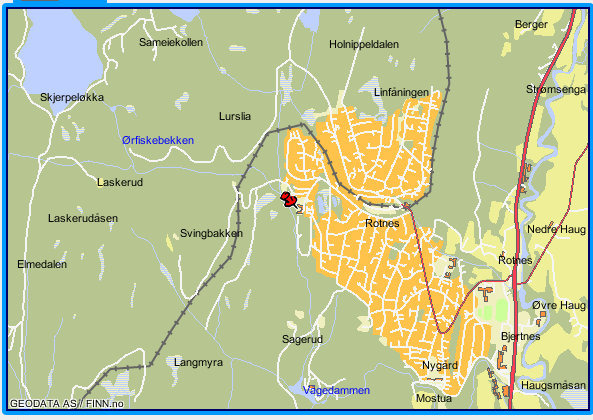 Berger
Sameiekollen
Holnippeldalen
Strømsenga
Linfåningen
Skjerpeløkka
Lurslia
Ørfiskebekken
Laskerud
Laskerudåsen
Rotnes
Nedre Haug
Svingbakken
Elmedalen
Rotnes
Øvre Haug
Bjertnes
Sagerud
Langmyra
Nygård
Haugsmåsan
Vågedammen
Mostua
GEODATA AS// FINN.no